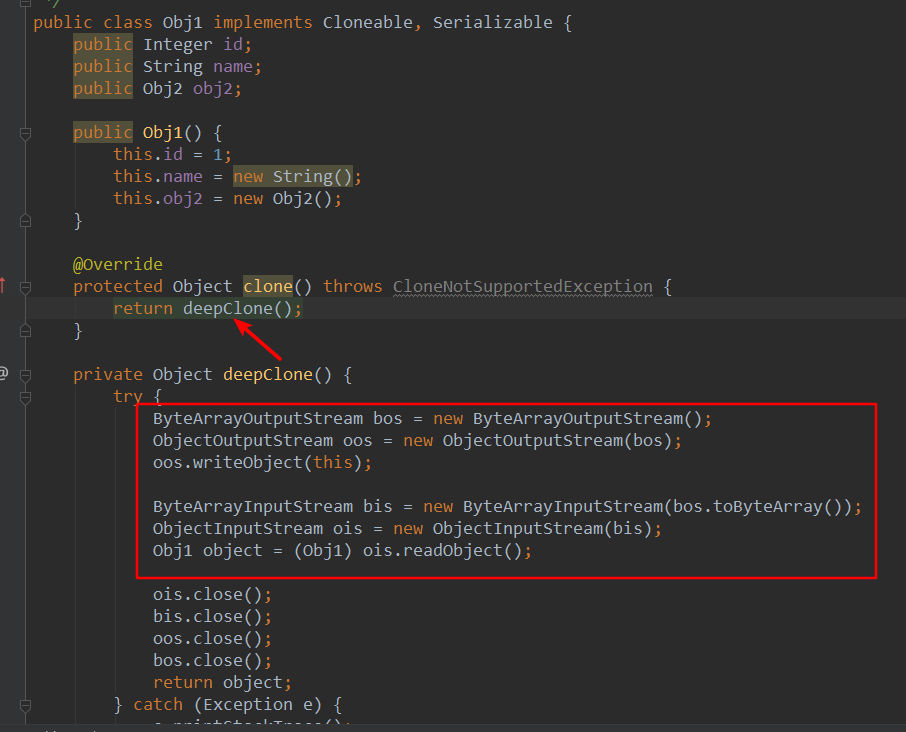 */
public class Obj1 implements Cloneable, Serializable {
    public Integer id;
    public String name;
    public Obj2 obj2;

    public Obj1() {
        this.id = 1;
        this.name = new String();
        this.obj2 = new Obj2();
    }

    @Override
    protected Object clone() throws CloneNotSupportedException {
        return deepClone();
    }

@
    private Object deepClone() {
        try {
            ByteArrayOutputStream bos = new ByteArrayOutputStream();
            ObjectOutputStream oos = new ObjectOutputStream(bos);
            oos.writeObject(this);

            ByteArrayInputStream bis = new ByteArrayInputStream(bos.toByteArray());
            ObjectInputStream ois = new ObjectInputStream(bis);
            Obj1 object = (Obj1) ois.readObject();

            ois.close();
            bis.close();
            oos.close();
            bos.close();
            return object;
        } catch (Exception e) {
            e.printStackTrace();